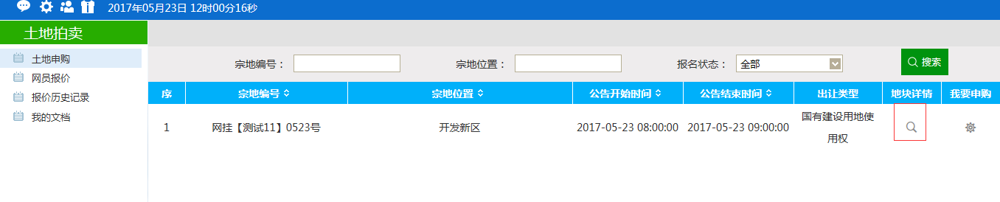 2017年05月23日 12时00分16秒
土地拍卖
土地申购
网员报价
报价历史记录
我的文档
宗地编号： 宗地位置： 报名状态： 全部 搜索
序 宗地编号 宗地位置 公告开始时间 公告结束时间 出让类型 地块详情 我要申购
1 网挂【测试11】0523号 开发新区 2017-05-23 08:00:00 2017-05-23 09:00:00 国有建设用地使
用权